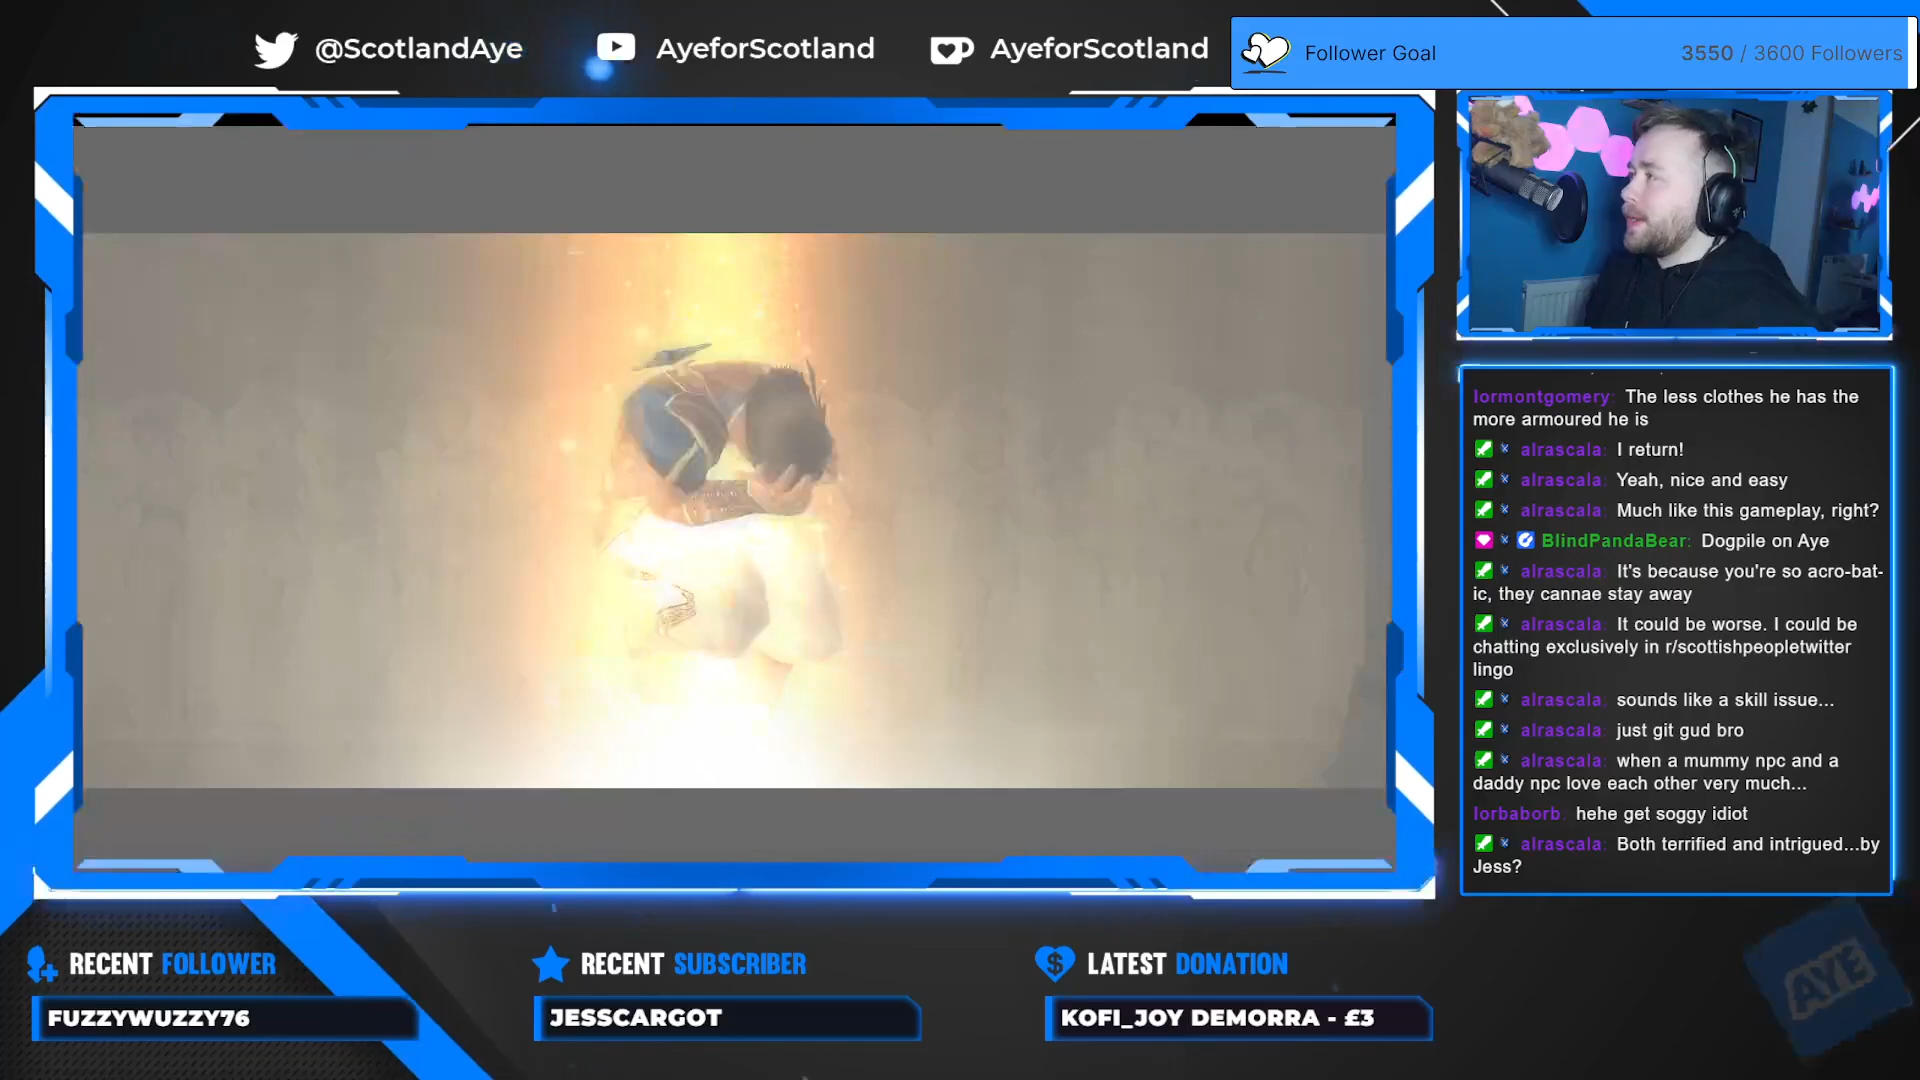 @ScotlandAye
AyeforScotland
AyeforScotland
Follower Goal
3550 / 3600 Followers
lormontgomery: The less clothes he has the
more armoured he is
alrascala: I return!
alrascala: Yeah, nice and easy
alrascala: Much like this gameplay, right?
BlindPandaBear: Dogpile on Aye
alrascala: It's because you're so acro-bat-
ic, they cannae stay away
alrascala: It could be worse. I could be
chatting exclusively in r/scottishpeopletwitter
lingo
alrascala: sounds like a skill issue...
alrascala: just git gud bro
alrascala: when a mummy npc and a
daddy npc love each other very much...
lorbaborb: hehe get soggy idiot
alrascala: Both terrified and intrigued...by
Jess?
RECENT FOLLOWER
FUZZYWUZZY76
RECENT SUBSCRIBER
JESSCARGOT
LATEST DONATION
KOFI_JOY DEMORRA - £3
AYE